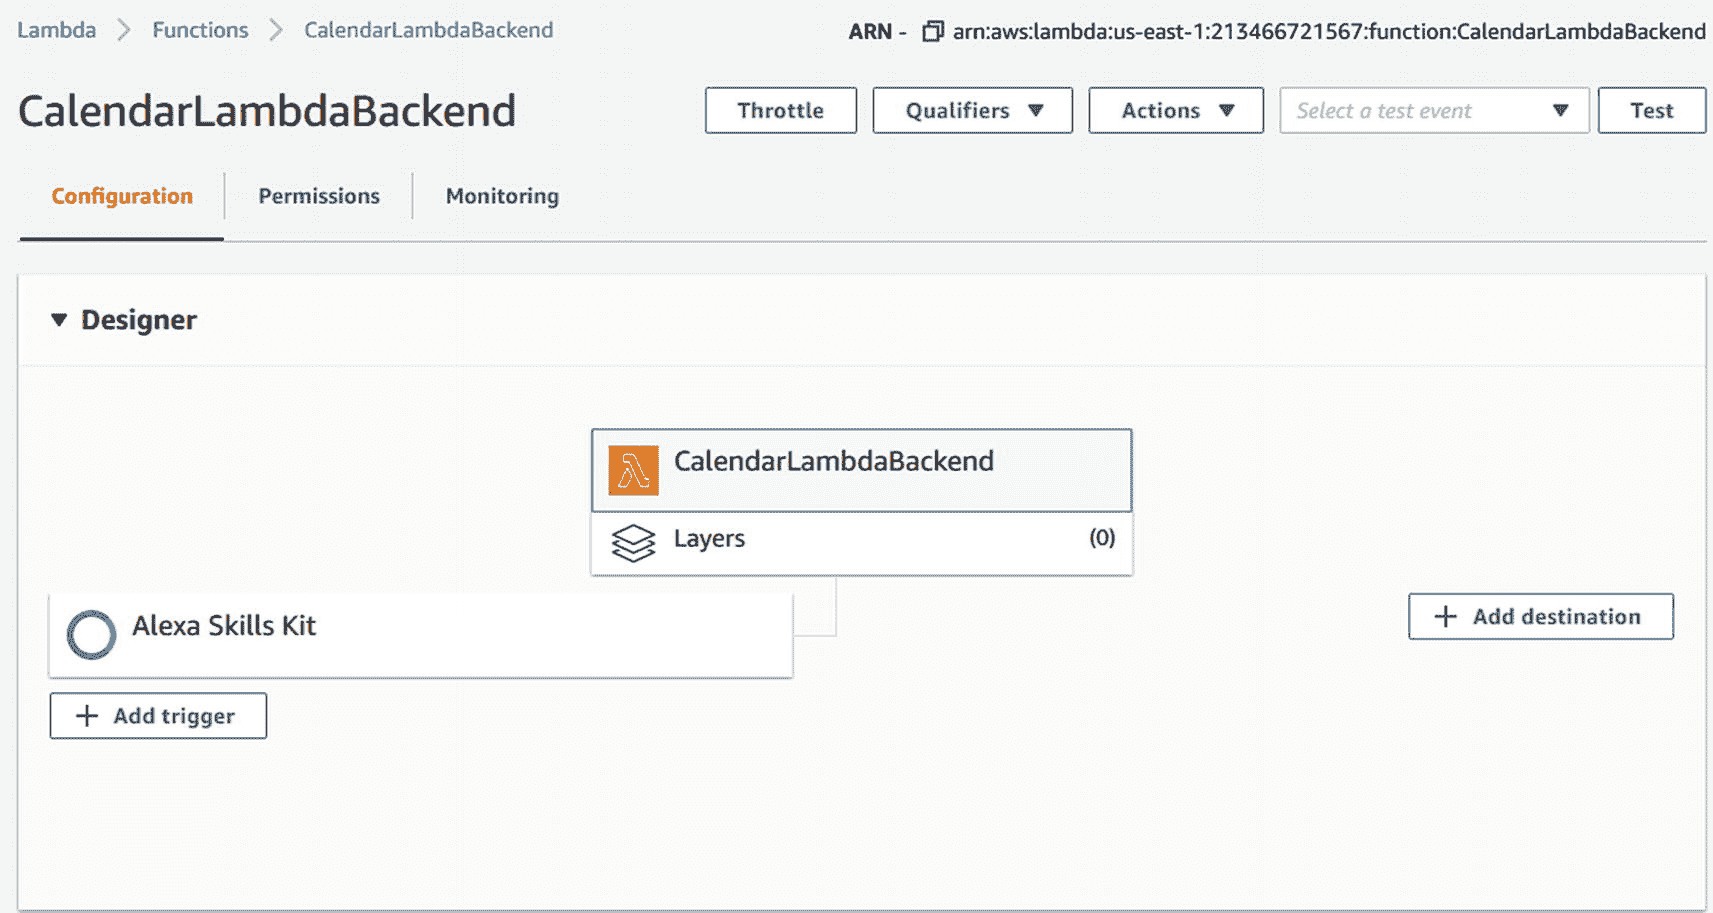 Lambda Functions CalendarLambdaBackend ARN - arn:aws:lambda:us-east-1:213466721567:function:CalendarLambdaBackend
CalendarLambdaBackend Throttle Qualifiers Actions Select a test event Test
Configuration Permissions Monitoring
Designer
CalendarLambdaBackend
Layers (0)
Alexa Skills Kit
Add destination
Add trigger